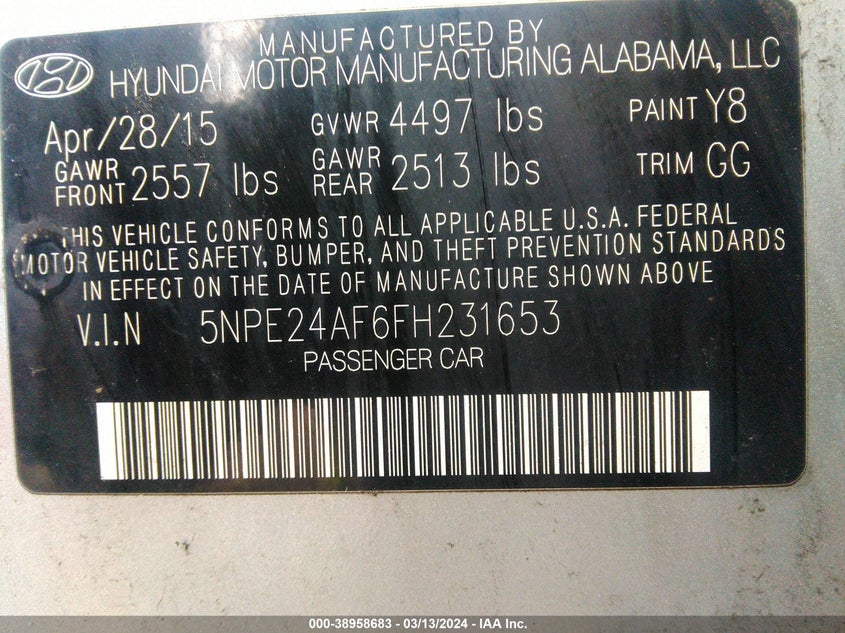 MANUFACTURED BY
HYUNDAI MOTOR MANUFACTURING ALABAMA, LLC
Apr/28/15 GVWR 4497 lbs PAINT Y8
GAWR FRONT 2557 lbs GAWR REAR 2513 lbs TRIM GG
THIS VEHICLE CONFORMS TO ALL APPLICABLE U.S.A. FEDERAL
MOTOR VEHICLE SAFETY, BUMPER, AND THEFT PREVENTION STANDARDS
IN EFFECT ON THE DATE OF MANUFACTURE SHOWN ABOVE
V.I.N 5NPE24AF6FH231653
PASSENGER CAR
000-38958683 - 03/13/2024 - IAA Inc.